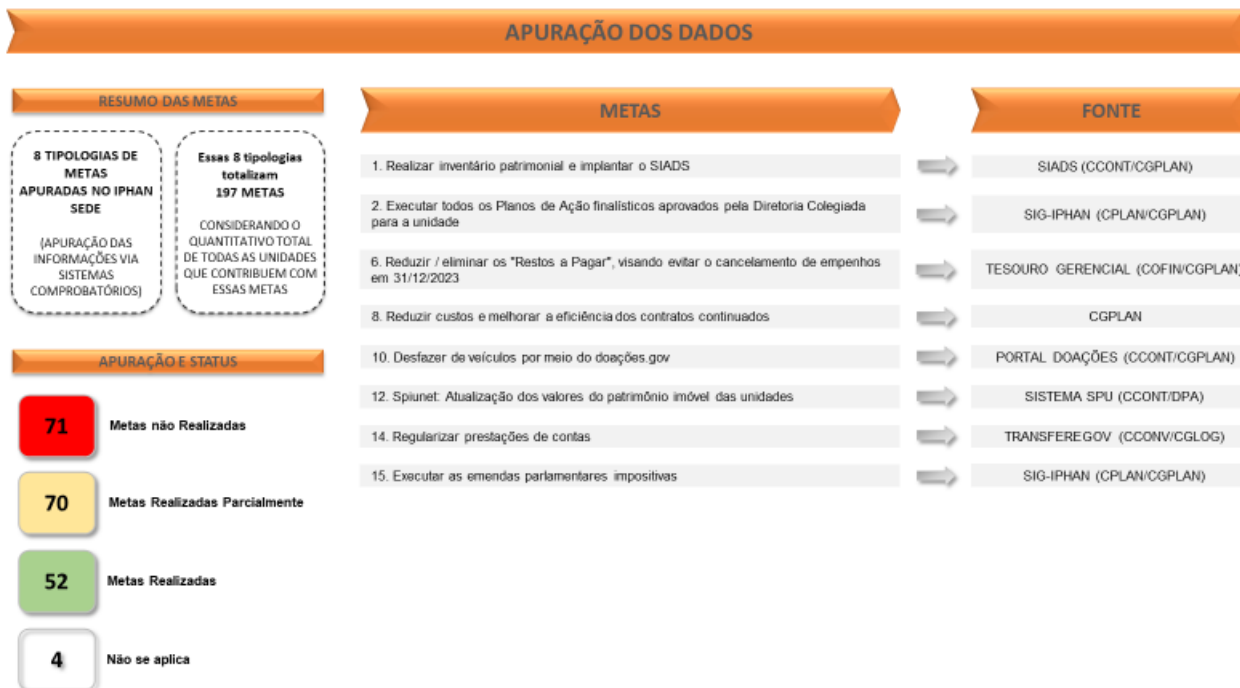 APURAÇÃO DOS DADOS
RESUMO DAS METAS
8 TIPOLOGIAS DE
METAS
APURADAS NO IPHAN
SEDE
(APURAÇÃO DAS
INFORMAÇÕES VIA
SISTEMAS
COMPROBATÓRIOS)
Essas 8 tipologias
totalizam
197 METAS
CONSIDERANDO O
QUANTITATIVO TOTAL
DE TODAS AS UNIDADES
QUE CONTRIBUEM COM
ESSAS METAS
APURAÇÃO E STATUS
71 Metas não Realizadas
70 Metas Realizadas Parcialmente
52 Metas Realizadas
4 Não se aplica
METAS
FONTE
1. Realizar inventário patrimonial e implantar o SIADS
SIADS (CCONT/CGPLAN)
2. Executar todos os Planos de Ação finalísticos aprovados pela Diretoria Colegiada
para a unidade
SIG-IPHAN (CPLAN/CGPLAN)
6. Reduzir / eliminar os "Restos a Pagar", visando evitar o cancelamento de empenhos
em 31/12/2023
TESOURO GERENCIAL (COFIN/CGPLAN)
8. Reduzir custos e melhorar a eficiência dos contratos continuados
CGPLAN
10. Desfazer de veículos por meio do doações.gov
PORTAL DOAÇÕES (CCONT/CGPLAN)
12. Spiunet: Atualização dos valores do patrimônio imóvel das unidades
SISTEMA SPU (CCONT/DPA)
14. Regularizar prestações de contas
TRANSFEREGOV (CCONV/CGLOG)
15. Executar as emendas parlamentares impositivas
SIG-IPHAN (CPLAN/CGPLAN)